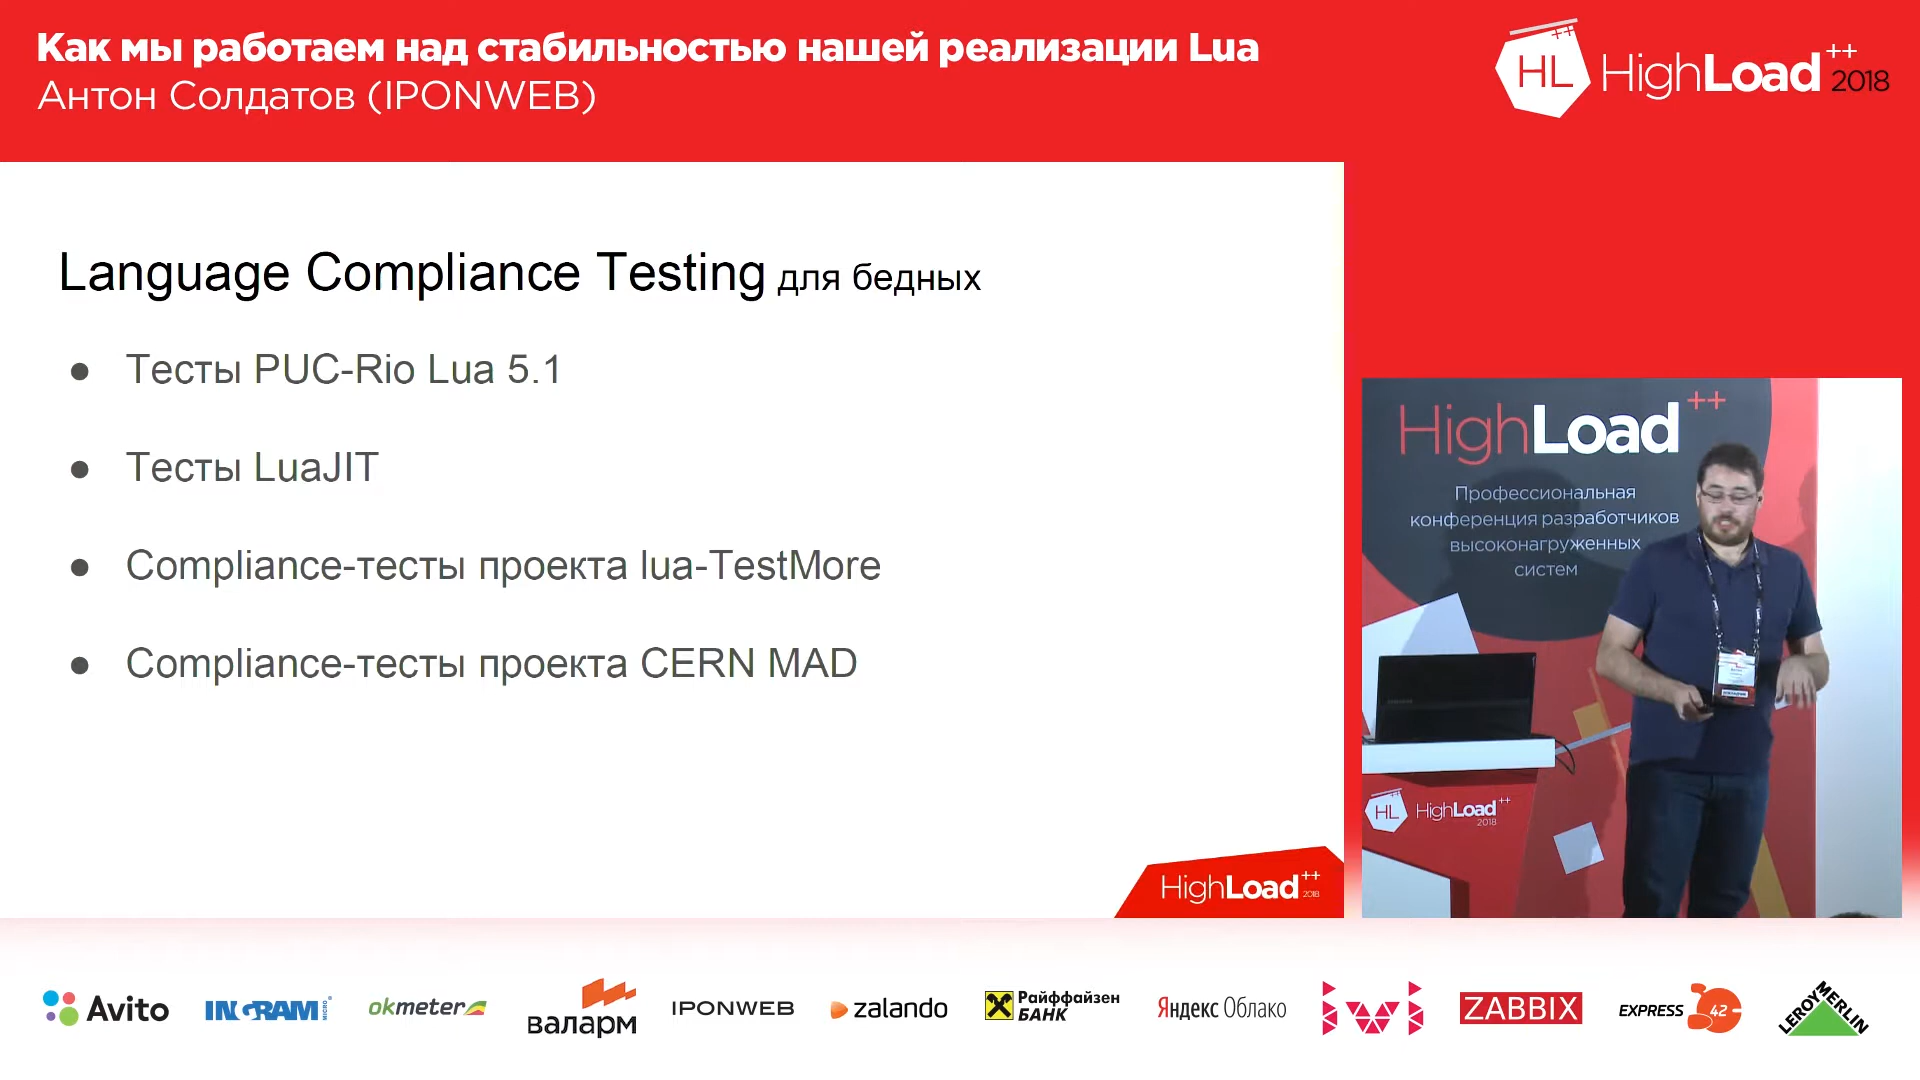 Как мы работаем над стабильностью нашей реализации Lua
Антон Солдатов (IPONWEB)
HL HighLoad++ 2018
Language Compliance Testing для бедных
● Тесты PUC-Rio Lua 5.1
● Тесты LuaJIT
● Compliance-тесты проекта lua-TestMore
● Compliance-тесты проекта CERN MAD
HighLoad++ 2018
HighLoad++
Профессиональная
конференция разработчиков
высоконагруженных
систем
HL HighLoad++
2018
Avito
INGRAM MICRO
okmeter
валарм
IPONWEB
zalando
Райффайзен
БАНК
Яндекс Облако
ivi
ZABBIX
EXPRESS 42
LEROY MERLIN